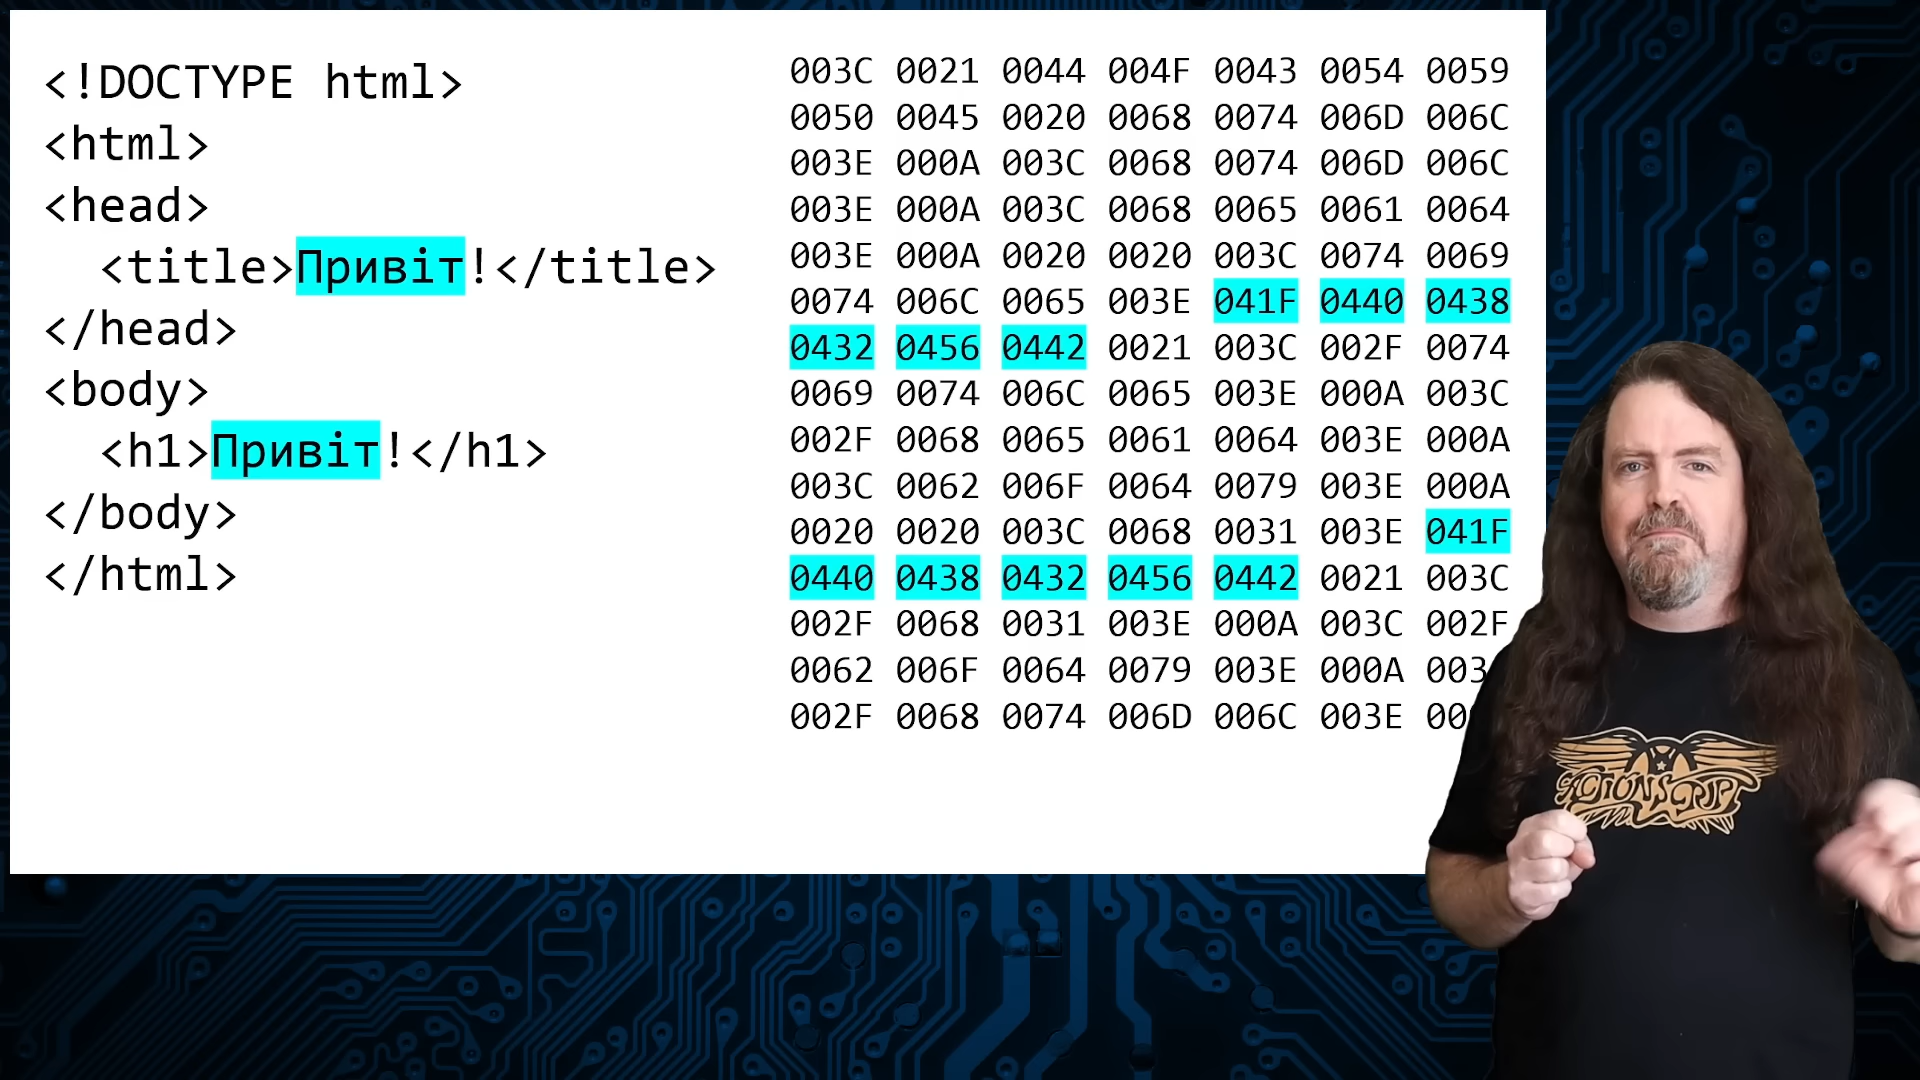 <!DOCTYPE html>
<html>
<head>
<title>Привіт!</title>
</head>
<body>
<h1>Привіт!</h1>
</body>
</html>
003C 0021 0044 004F 0043 0054 0059
0050 0045 0020 0068 0074 006D 006C
003E 000A 003C 0068 0074 006D 006C
003E 000A 003C 0068 0065 0061 0064
003E 000A 0020 0020 003C 0074 0069
0074 006C 0065 003E 041F 0440 0438
0432 0456 0442 0021 003C 002F 0074
0069 0074 006C 0065 003E 000A 003C
002F 0068 0065 0061 0064 003E 000A
003C 0062 006F 0064 0079 003E 000A
0020 0020 003C 0068 0031 003E 041F
0440 0438 0432 0456 0442 0021 003C
002F 0068 0031 003E 000A 003C 002F
0062 006F 0064 0079 003E 000A
002F 0068 0074 006D 006C 003E
ACTIONSCRIPT